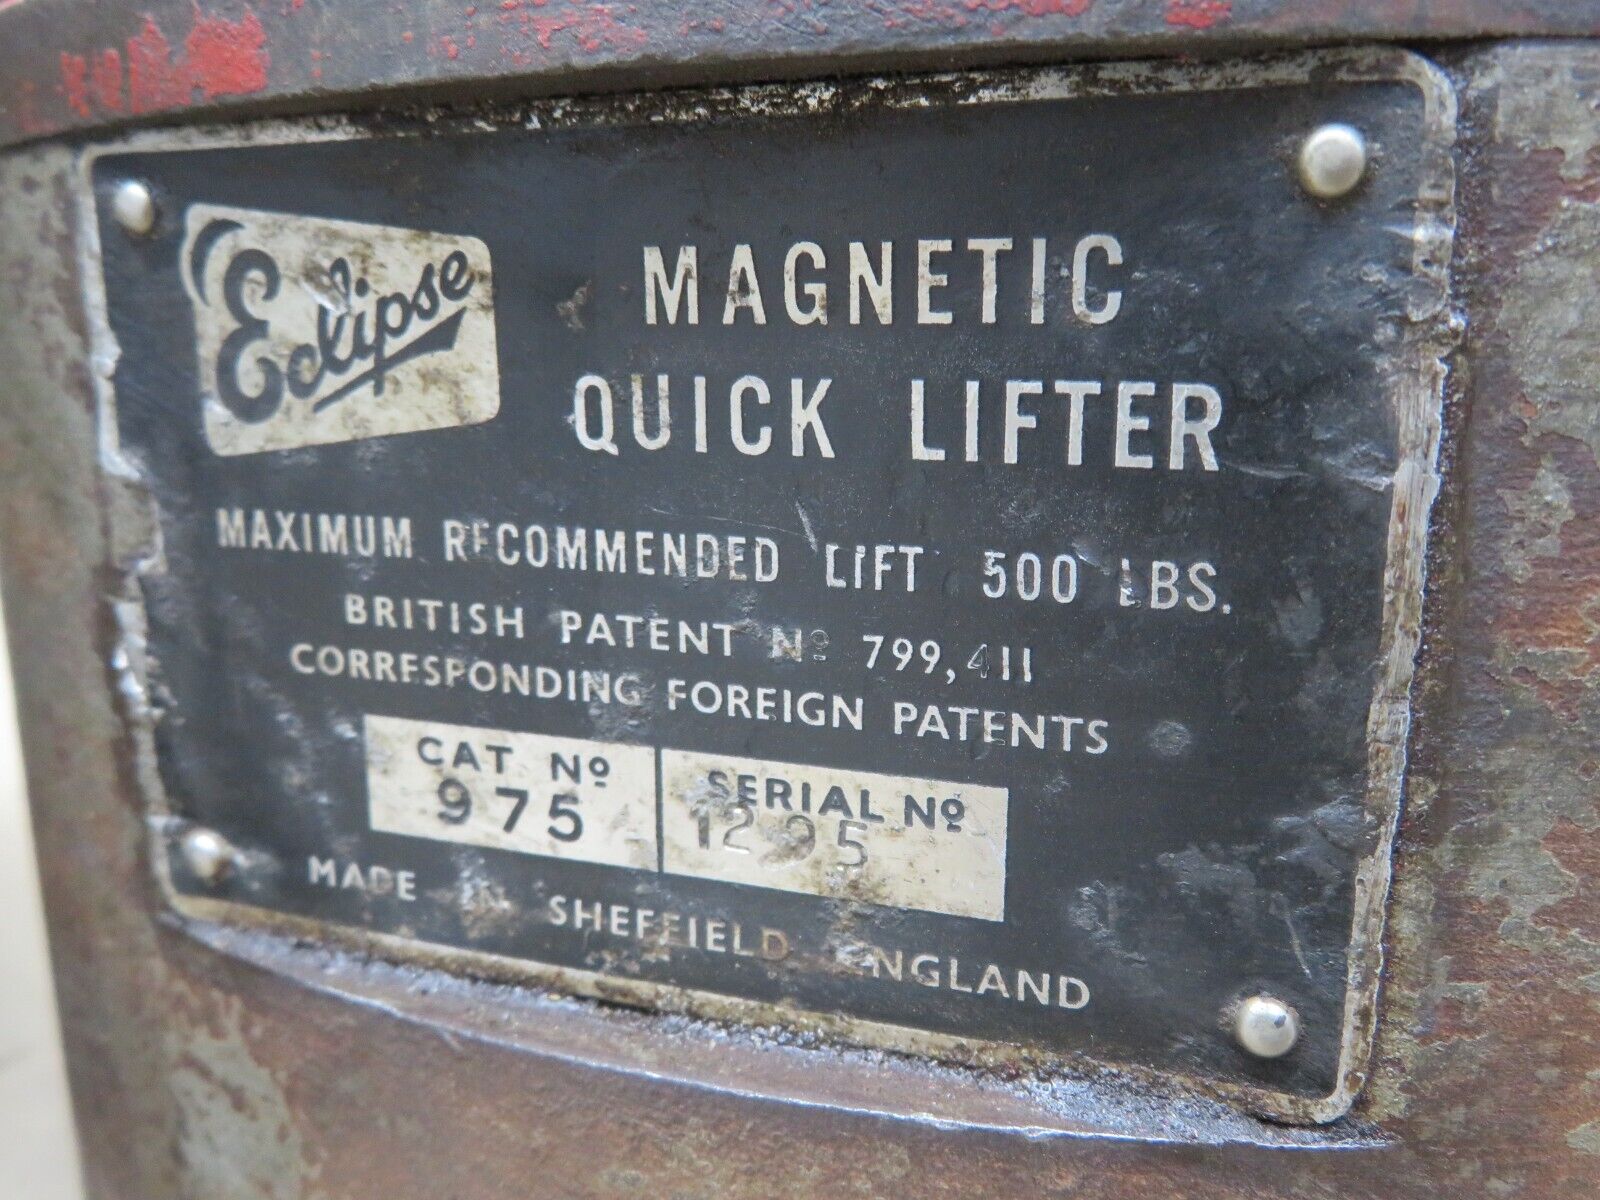 Eclipse
MAGNETIC
QUICK LIFTER
MAXIMUM RECOMMENDED LIFT 500 LBS.
BRITISH PATENT Nº 799,411
CORRESPONDING FOREIGN PATENTS
CAT Nº
975
SERIAL Nº
1295
MADE IN SHEFFIELD ENGLAND